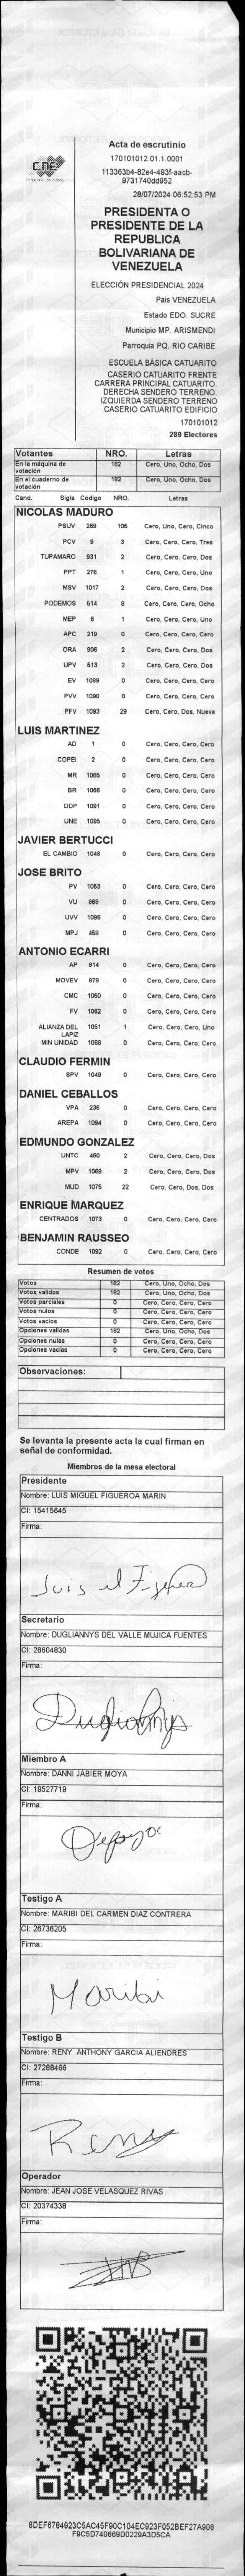 CNE
PODER ELECTORAL
Acta de escrutinio
170101012.01.1.0001
113363b4-82e4-493f-aacb-
9731740dd952
28/07/2024 06:52:53 PM
PRESIDENTA O
PRESIDENTE DE LA
REPUBLICA
BOLIVARIANA DE
VENEZUELA
ELECCIÓN PRESIDENCIAL 2024
Pais VENEZUELA
Estado EDO. SUCRE
Municipio MP. ARISMENDI
Parroquia PQ. RIO CARIBE
ESCUELA BÁSICA CATUARITO
CASERIO CATUARITO FRENTE
CARRERA PRINCIPAL CATUARITO.
DERECHA SENDERO TERRENO.
IZQUIERDA SENDERO TERRENO
CASERIO CATUARITO EDIFICIO
170101012
289 Electores
Votantes NRO. Letras
En la máquina de votación 182 Cero, Uno, Ocho, Dos
En el cuaderno de votación 182 Cero, Uno, Ocho, Dos
Cand. Sigla Código NRO. Letras
NICOLAS MADURO
PSUV 269 105 Cero, Uno, Cero, Cinco
PCV 9 3 Cero, Cero, Cero, Tres
TUPAMARO 931 2 Cero, Cero, Cero, Dos
PPT 276 1 Cero, Cero, Cero, Uno
MSV 1017 2 Cero, Cero, Cero, Dos
PODEMOS 514 8 Cero, Cero, Cero, Ocho
MEP 6 1 Cero, Cero, Cero, Uno
APC 219 0 Cero, Cero, Cero, Cero
ORA 906 2 Cero, Cero, Cero, Dos
UPV 513 2 Cero, Cero, Cero, Dos
EV 1089 0 Cero, Cero, Cero, Cero
PVV 1090 0 Cero, Cero, Cero, Cero
PFV 1093 29 Cero, Cero, Dos, Nueve
LUIS MARTINEZ
AD 1 0 Cero, Cero, Cero, Cero
COPEI 2 0 Cero, Cero, Cero, Cero
MR 1065 0 Cero, Cero, Cero, Cero
BR 1066 0 Cero, Cero, Cero, Cero
DDP 1091 0 Cero, Cero, Cero, Cero
UNE 1095 0 Cero, Cero, Cero, Cero
JAVIER BERTUCCI
EL CAMBIO 1048 0 Cero, Cero, Cero, Cero
JOSE BRITO
PV 1053 0 Cero, Cero, Cero, Cero
VU 868 0 Cero, Cero, Cero, Cero
UVV 1096 0 Cero, Cero, Cero, Cero
MPJ 458 0 Cero, Cero, Cero, Cero
ANTONIO ECARRI
AP 814 0 Cero, Cero, Cero, Cero
MOVEV 878 0 Cero, Cero, Cero, Cero
CMC 1050 0 Cero, Cero, Cero, Cero
FV 1062 0 Cero, Cero, Cero, Cero
ALIANZA DEL LAPIZ 1051 1 Cero, Cero, Cero, Uno
MIN UNIDAD 1068 0 Cero, Cero, Cero, Cero
CLAUDIO FERMIN
SPV 1049 0 Cero, Cero, Cero, Cero
DANIEL CEBALLOS
VPA 236 0 Cero, Cero, Cero, Cero
AREPA 1094 0 Cero, Cero, Cero, Cero
EDMUNDO GONZALEZ
UNTC 460 2 Cero, Cero, Cero, Dos
MPV 1069 2 Cero, Cero, Cero, Dos
MUD 1075 22 Cero, Cero, Dos, Dos
ENRIQUE MARQUEZ
CENTRADOS 1073 0 Cero, Cero, Cero, Cero
BENJAMIN RAUSSEO
CONDE 1092 0 Cero, Cero, Cero, Cero
Resumen de votos
Votos 182 Cero, Uno, Ocho, Dos
Votos validos 182 Cero, Uno, Ocho, Dos
Votos parciales 0 Cero, Cero, Cero, Cero
Votos nulos 0 Cero, Cero, Cero, Cero
Votos vacios 0 Cero, Cero, Cero, Cero
Opciones validas 182 Cero, Uno, Ocho, Dos
Opciones nulas 0 Cero, Cero, Cero, Cero
Opciones vacias 0 Cero, Cero, Cero, Cero
Observaciones:
Se levanta la presente acta la cual firman en
señal de conformidad.
Miembros de la mesa electoral
Presidente
Nombre: LUIS MIGUEL FIGUEROA MARIN
CI: 15415645
Firma:
Secretario
Nombre: DUGLIANNYS DEL VALLE MUJICA FUENTES
CI: 28604830
Firma:
Miembro A
Nombre: DANNI JABIER MOYA
CI: 19527719
Firma:
Testigo A
Nombre: MARIBI DEL CARMEN DIAZ CONTRERA
CI: 26736205
Firma:
Maribi
Testigo B
Nombre: RENY ANTHONY GARCIA ALIENDRES
CI: 27288466
Firma:
Reny
Operador
Nombre: JEAN JOSE VELASQUEZ RIVAS
CI: 20374338
Firma:
8DEF6784923C5AC45F90C104EC923F052BEF27A908
F9C5D740669D0229A3D5CA